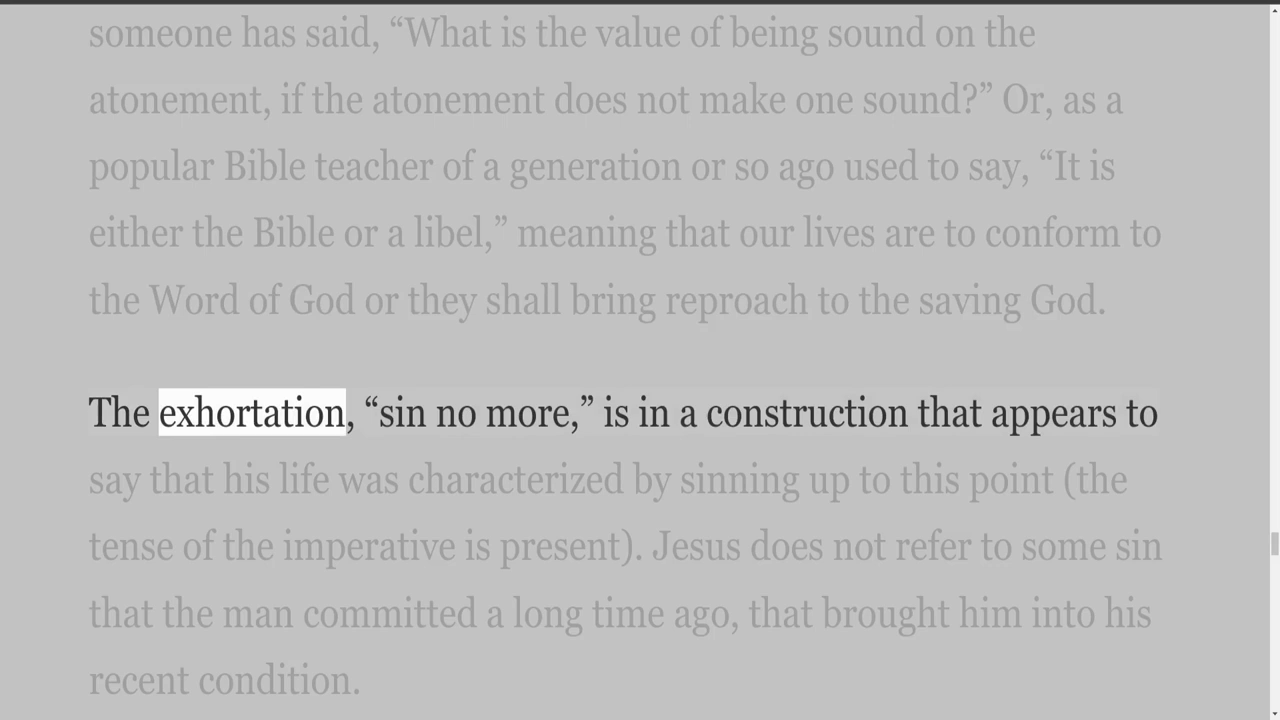 someone has said, “What is the value of being sound on the
atonement, if the atonement does not make one sound?” Or, as a
popular Bible teacher of a generation or so ago used to say, “It is
either the Bible or a libel,” meaning that our lives are to conform to
the Word of God or they shall bring reproach to the saving God.
The exhortation, “sin no more,” is in a construction that appears to
say that his life was characterized by sinning up to this point (the
tense of the imperative is present). Jesus does not refer to some sin
that the man committed a long time ago, that brought him into his
recent condition.